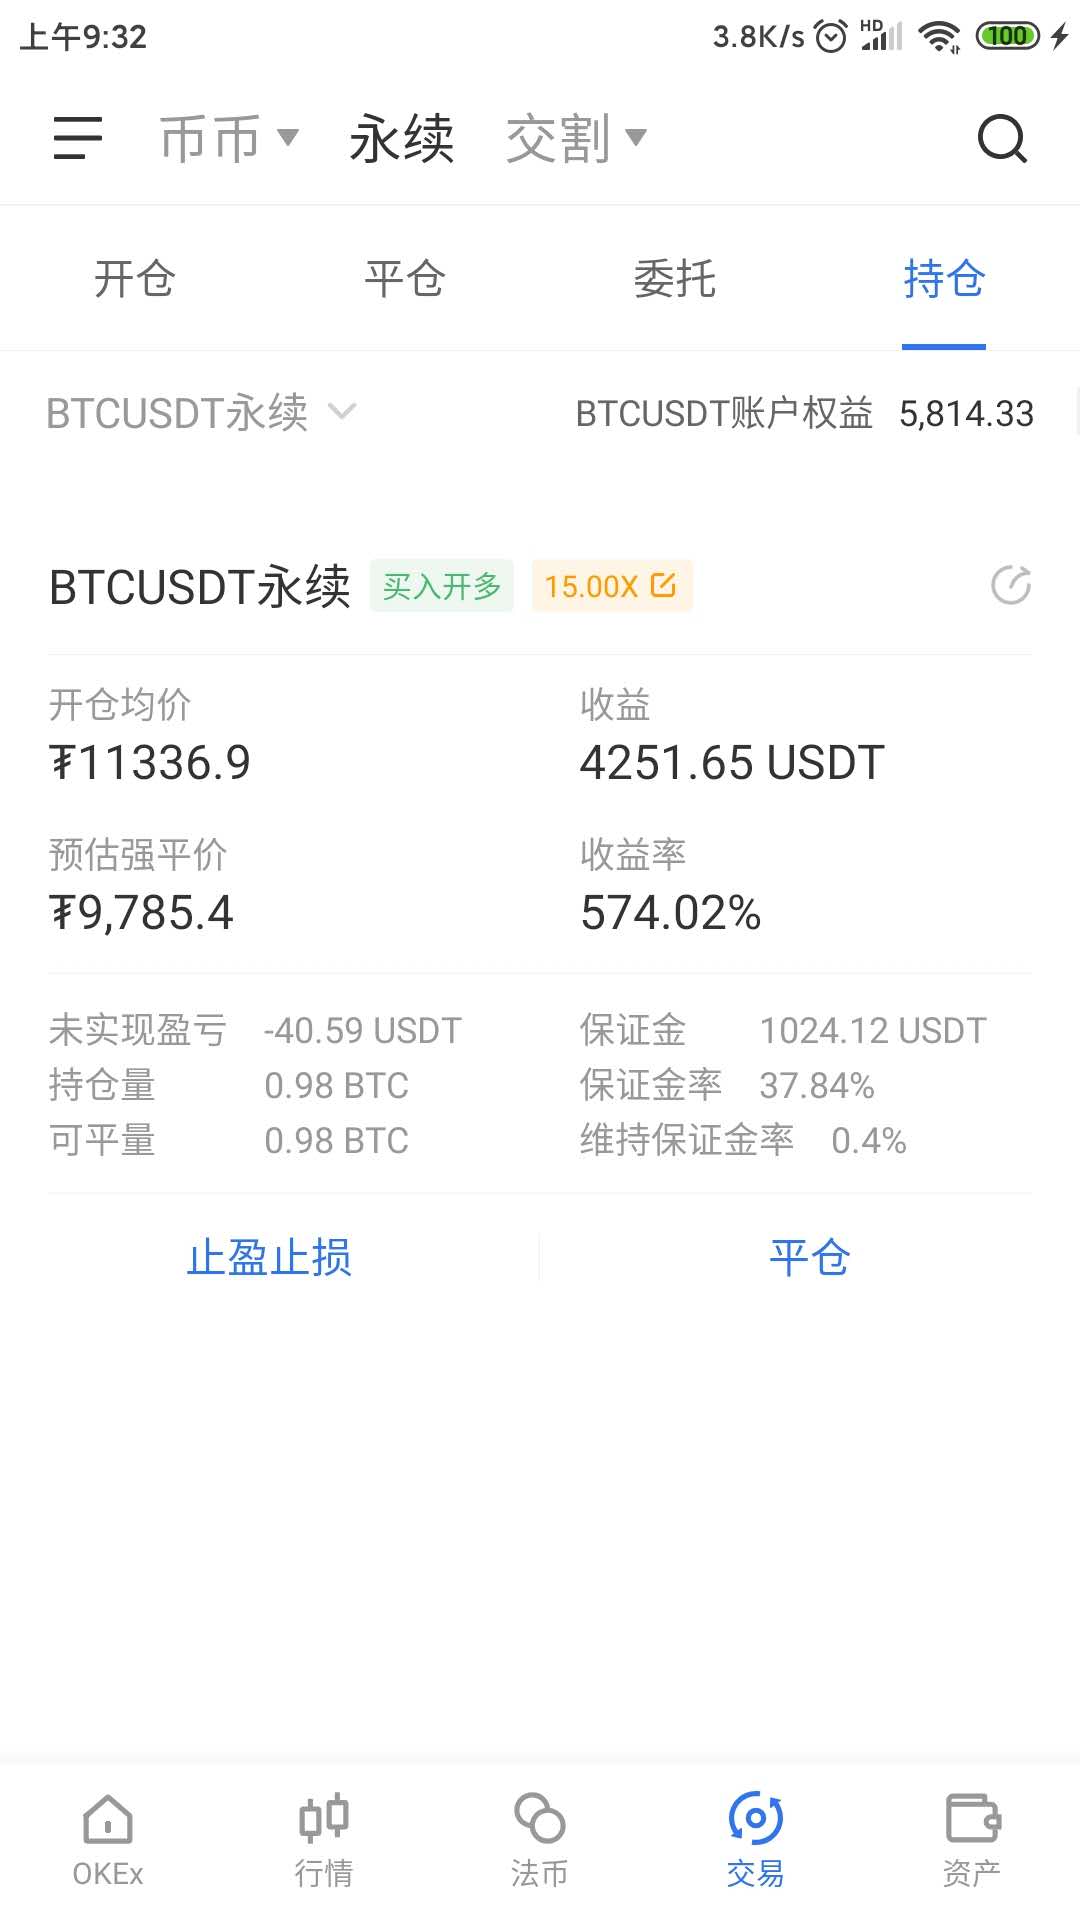 上午9:32 3.8K/s HD 100
币币 永续 交割
开仓 平仓 委托 持仓
BTCUSDT永续 BTCUSDT账户权益 5,814.33
BTCUSDT永续 买入开多 15.00X
开仓均价 收益
₮11336.9 4251.65 USDT
预估强平价 收益率
₮9,785.4 574.02%
未实现盈亏 -40.59 USDT 保证金 1024.12 USDT
持仓量 0.98 BTC 保证金率 37.84%
可平量 0.98 BTC 维持保证金率 0.4%
止盈止损 平仓
OKEx 行情 法币 交易 资产